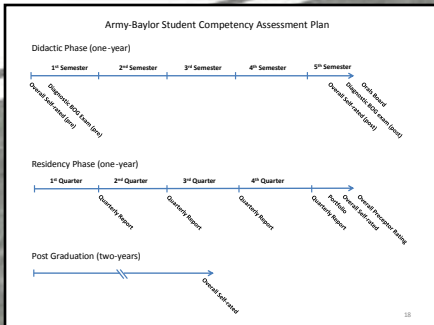 Army-Baylor Student Competency Assessment Plan
Didactic Phase (one-year)
1st Semester 2nd Semester 3rd Semester 4th Semester 5th Semester
Overall Self-rated (pre)
Diagnostic BOG Exam (pre)
Overall Self-rated (post)
Diagnostic BOG exam (post)
Orals Board
Residency Phase (one-year)
1st Quarter 2nd Quarter 3rd Quarter 4th Quarter
Quarterly Report
Quarterly Report
Quarterly Report
Quarterly Report
Portfolio
Overall Self-rated
Overall Preceptor Rating
Post Graduation (two-years)
Overall Self-rated
18